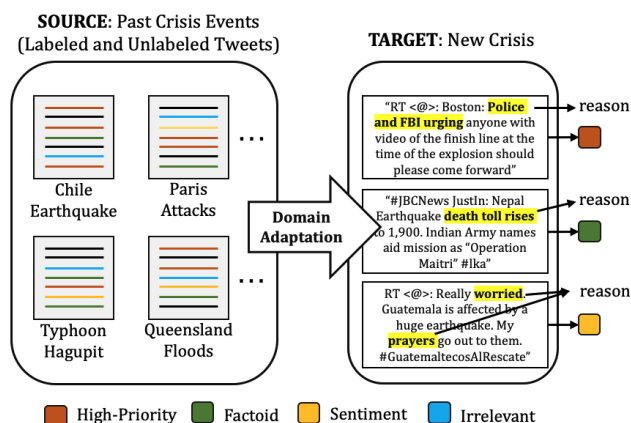 SOURCE: Past Crisis Events
(Labeled and Unlabeled Tweets)
Chile
Earthquake
Paris
Attacks
...
Typhoon
Hagupit
Queensland
Floods
...
Domain
Adaptation
TARGET: New Crisis
“RT <@>: Boston: Police
and FBI urging anyone with
video of the finish line at the
time of the explosion should
please come forward”
reason
“#JBCNews JustIn: Nepal
Earthquake death toll rises
to 1,900. Indian Army names
aid mission as “Operation
Maitri” #lka”
reason
RT <@>: Really worried.
Guatemala is affected by a
huge earthquake. My
prayers go out to them.
#GuatemaltecosAlRescate”
reason
High-Priority
Factoid
Sentiment
Irrelevant